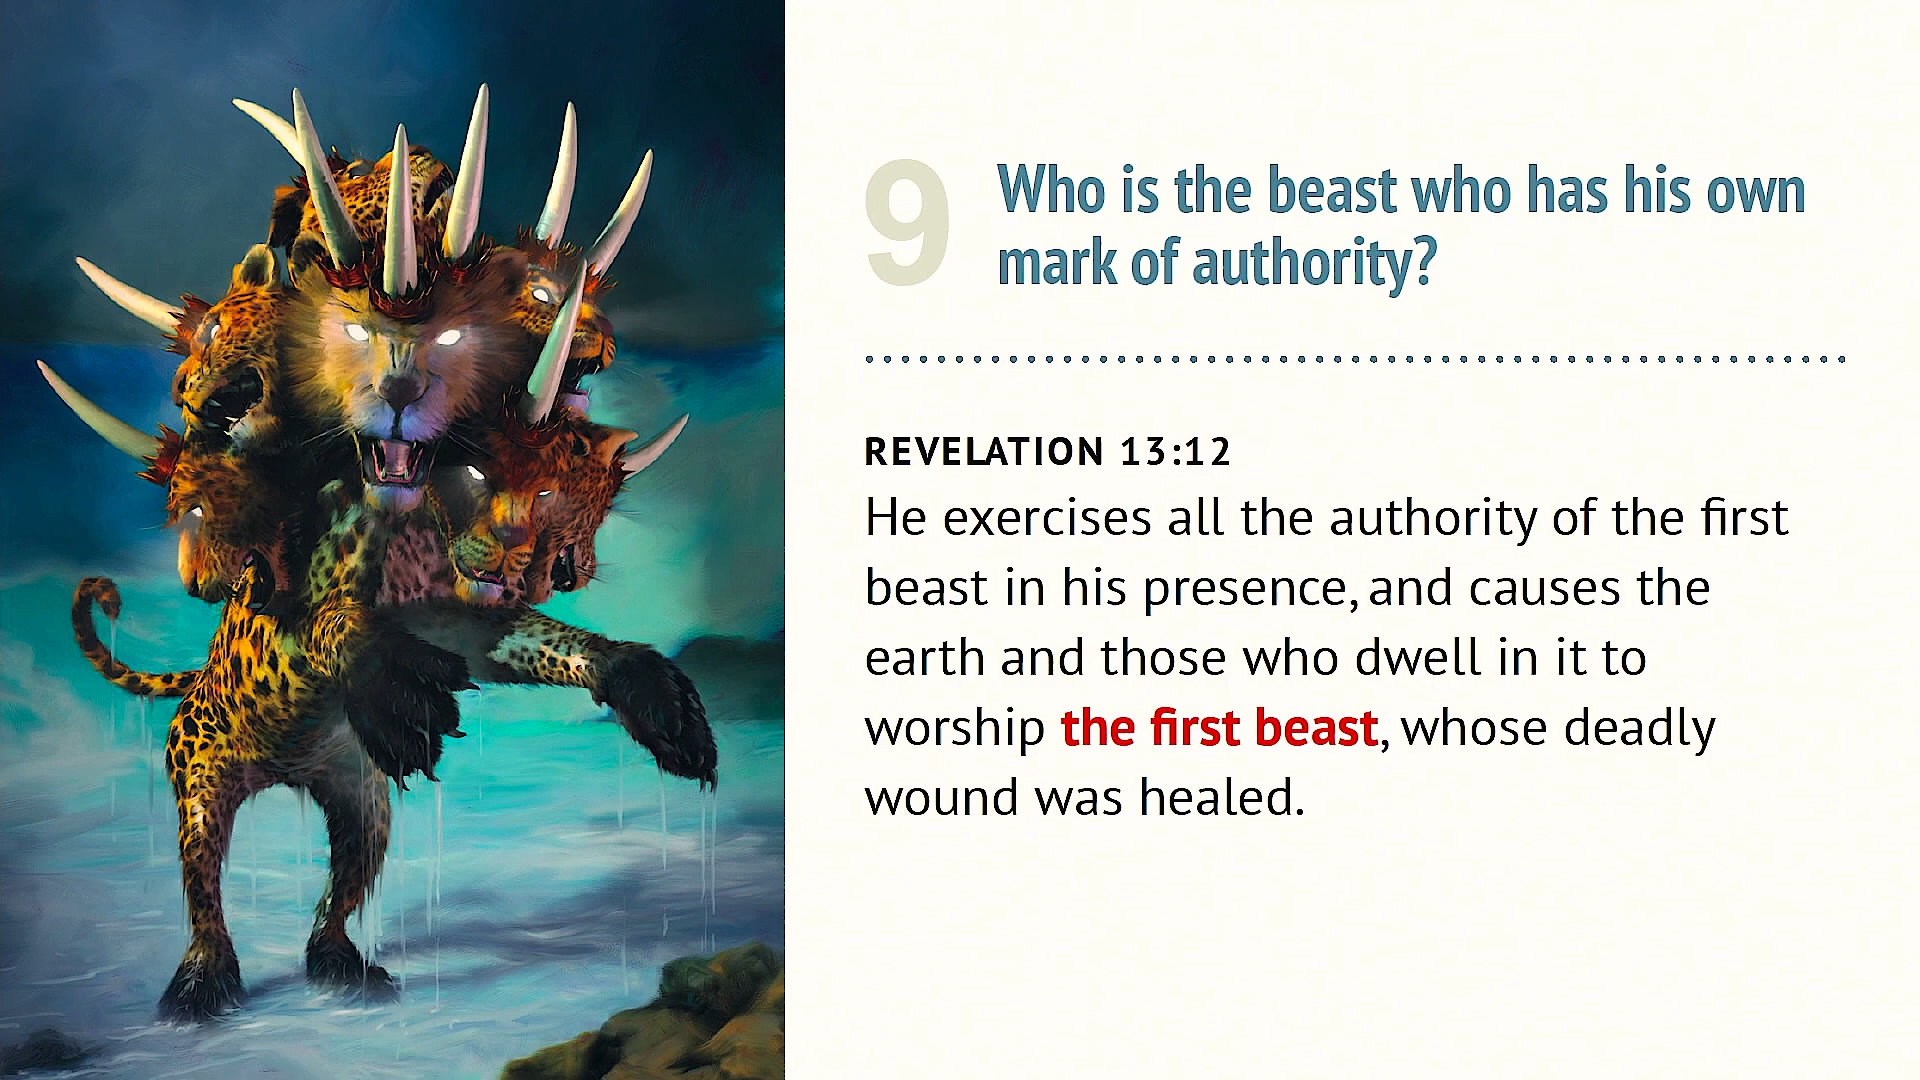 9 Who is the beast who has his own
mark of authority?
REVELATION 13:12
He exercises all the authority of the first
beast in his presence, and causes the
earth and those who dwell in it to
worship the first beast, whose deadly
wound was healed.